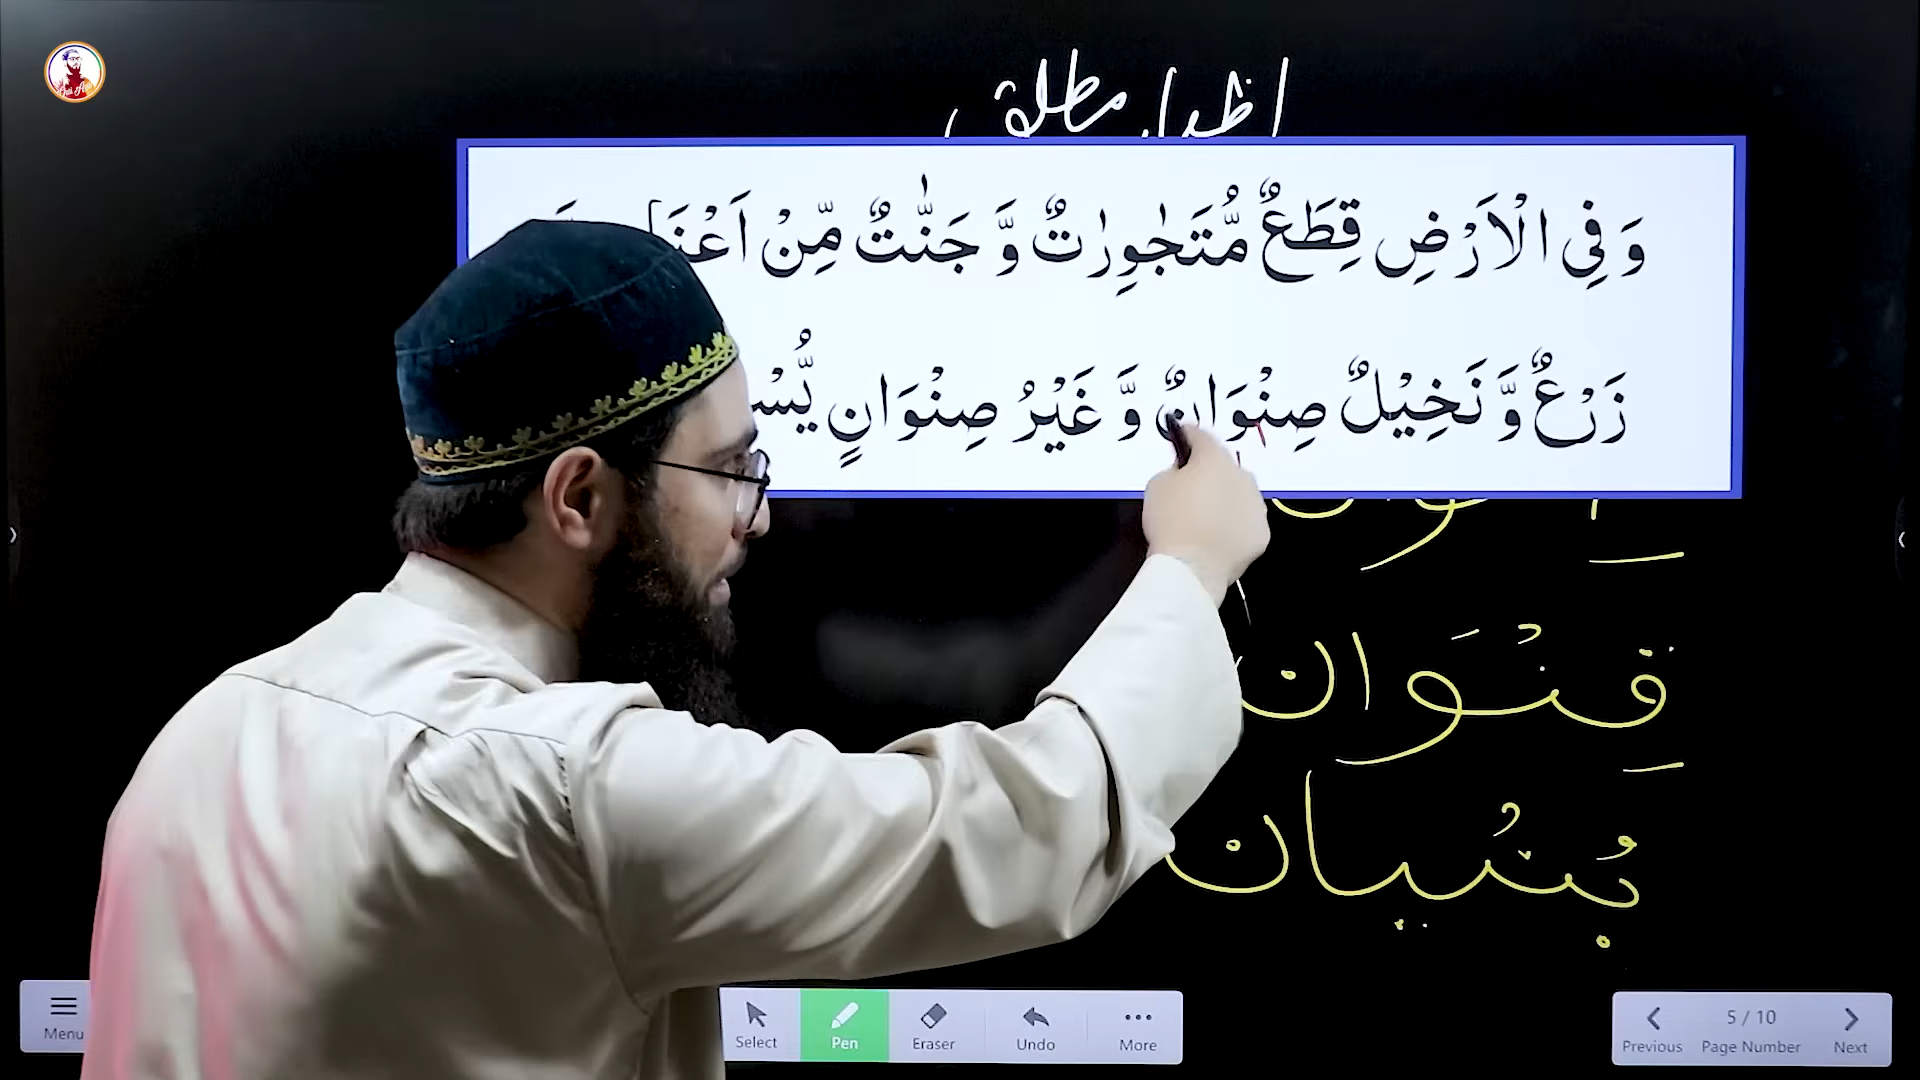 اظہار مطلق
وَ فِی الْاَرْضِ قِطَعٌ مُّتَجٰوِرٰتٌ وَّ جَنّٰتٌ مِّنْ
زَرْعٌ وَّ نَخِیْلٌ صِنْوَانٌ وَّ غَیْرُ صِنْوَانٍ
قِنْوَان
بُنْیَان
Menu
Select
Pen
Eraser
Undo
More
5 / 10
Previous
Page Number
Next